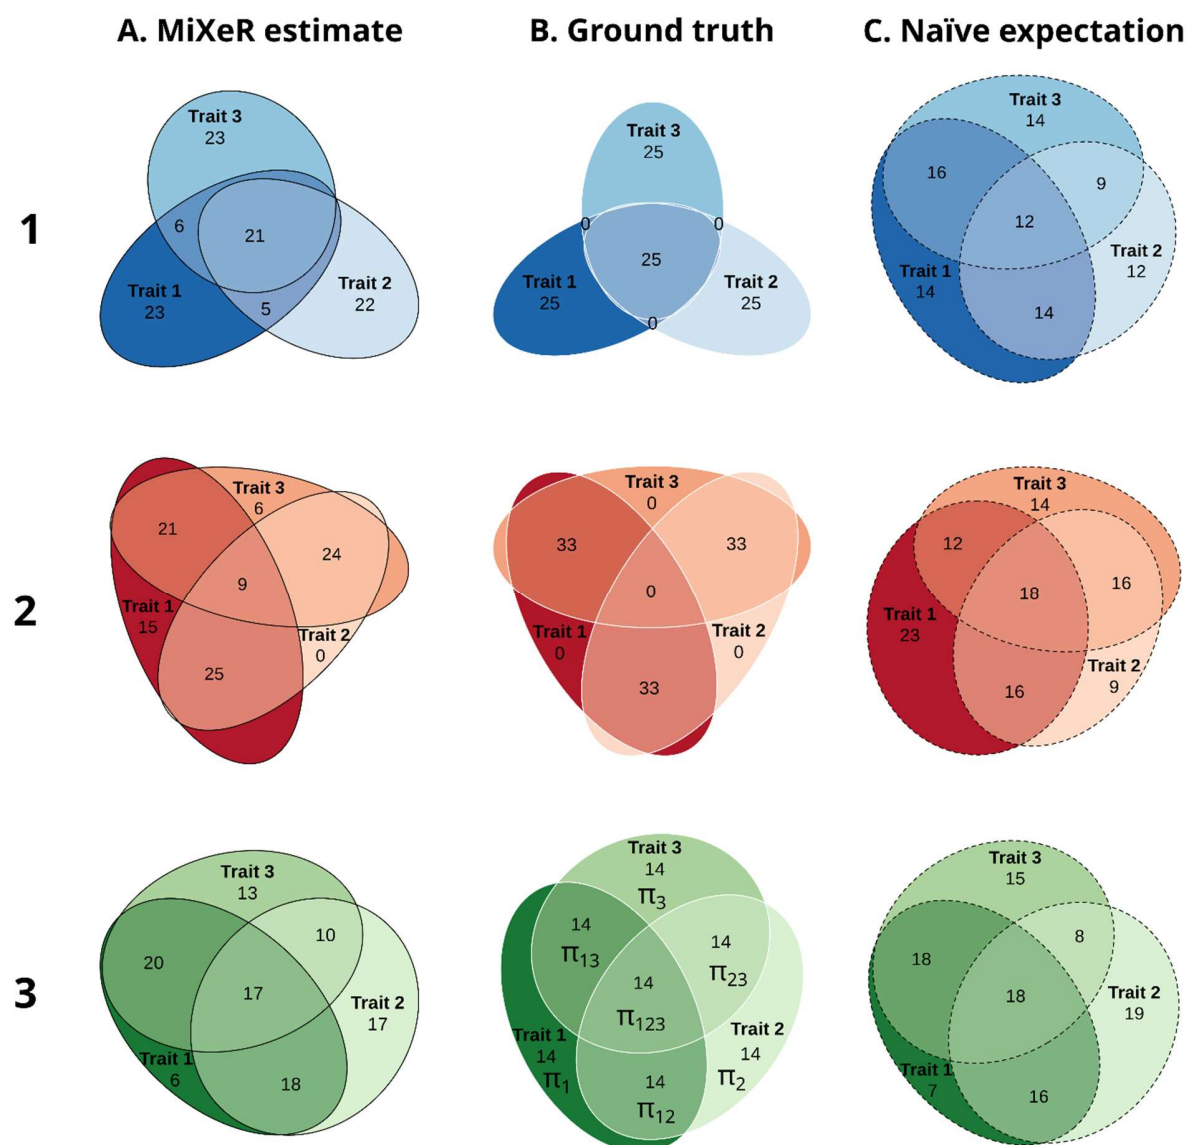 A. MiXeR estimate
B. Ground truth
C. Naïve expectation
1
Trait 3
23
6
21
Trait 1
23
5
Trait 2
22
Trait 3
25
0
0
25
Trait 1
25
Trait 2
25
0
Trait 3
14
16
9
12
Trait 1
14
Trait 2
12
14
2
Trait 3
6
21
24
9
Trait 1
15
Trait 2
0
25
Trait 3
0
33
33
0
Trait 1
0
Trait 2
0
33
Trait 3
14
12
16
18
Trait 1
23
Trait 2
9
16
3
Trait 3
13
20
10
17
Trait 2
17
Trait 1
6
18
Trait 3
14
π3
14
π13
14
π23
14
π123
Trait 1
14
π1
Trait 2
14
π2
14
π12
Trait 3
15
18
8
18
Trait 2
19
Trait 1
7
16